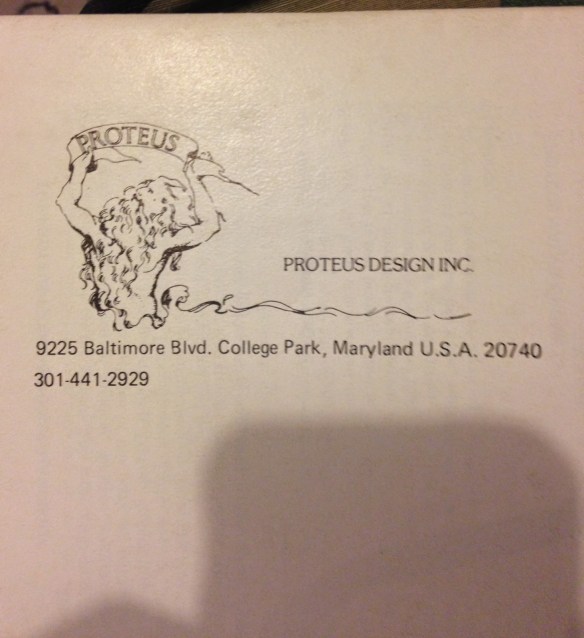 PROTEUS
PROTEUS DESIGN INC.
9225 Baltimore Blvd. College Park, Maryland U.S.A. 20740
301-441-2929